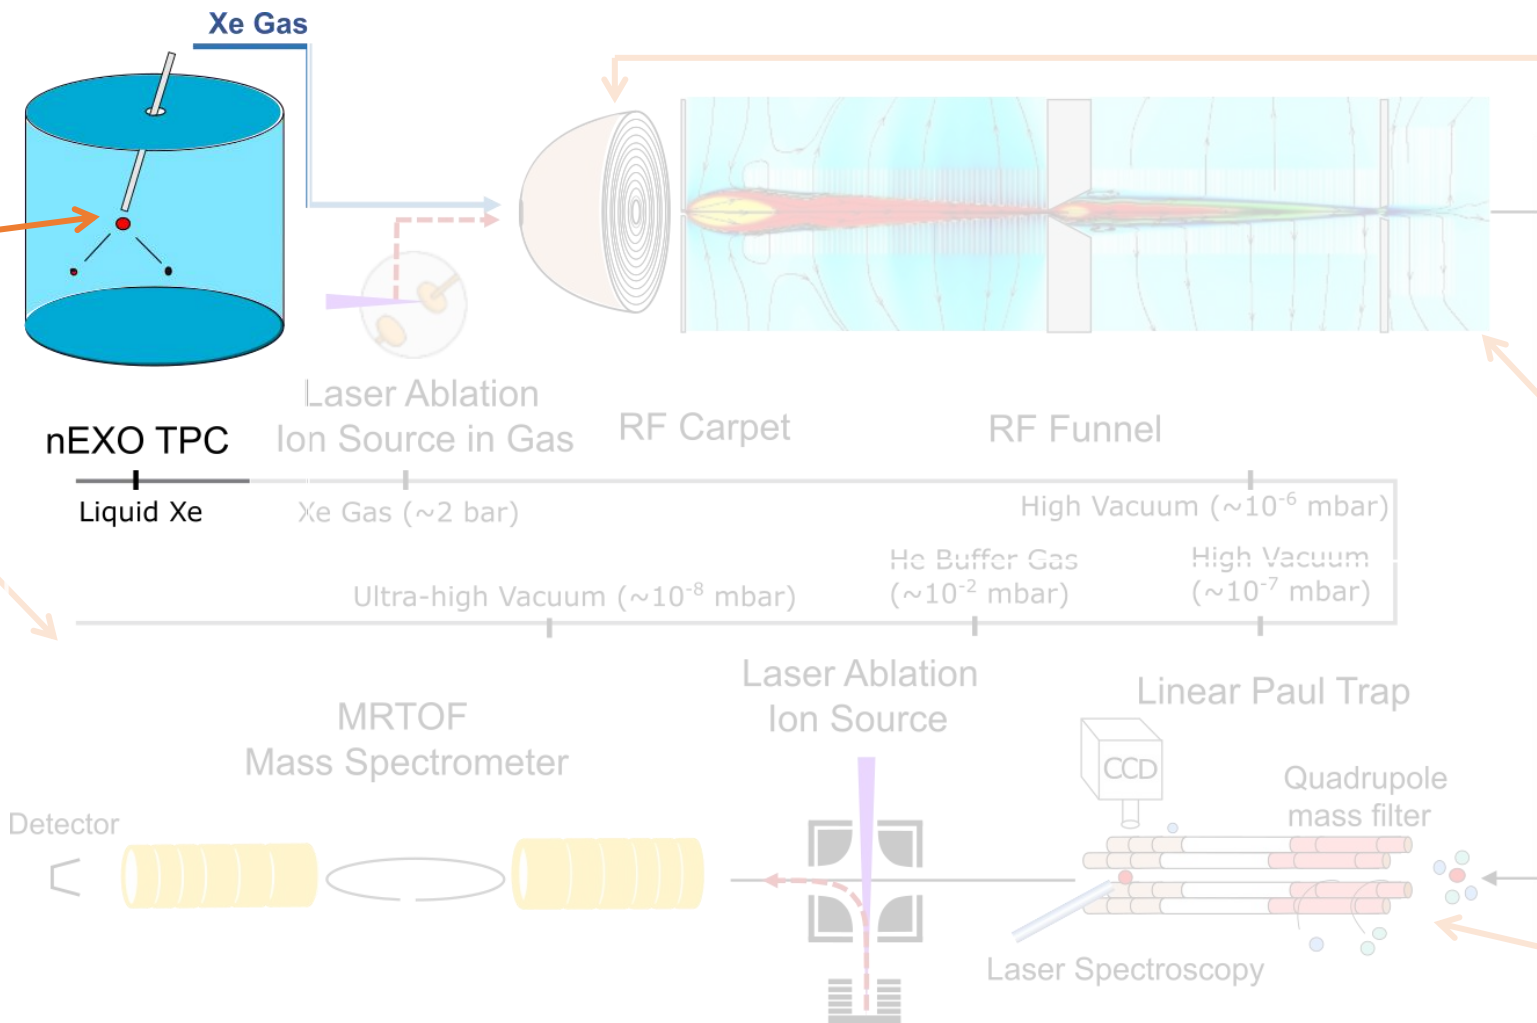 Xe Gas
Laser Ablation
Ion Source in Gas
RF Carpet
RF Funnel
nEXO TPC
Liquid Xe
Xe Gas (~2 bar)
High Vacuum (~10⁻⁶ mbar)
He Buffer Gas
(~10⁻² mbar)
High Vacuum
(~10⁻⁷ mbar)
Ultra-high Vacuum (~10⁻⁸ mbar)
Laser Ablation
Ion Source
Linear Paul Trap
MRTOF
Mass Spectrometer
CCD
Quadrupole
mass filter
Detector
Laser Spectroscopy